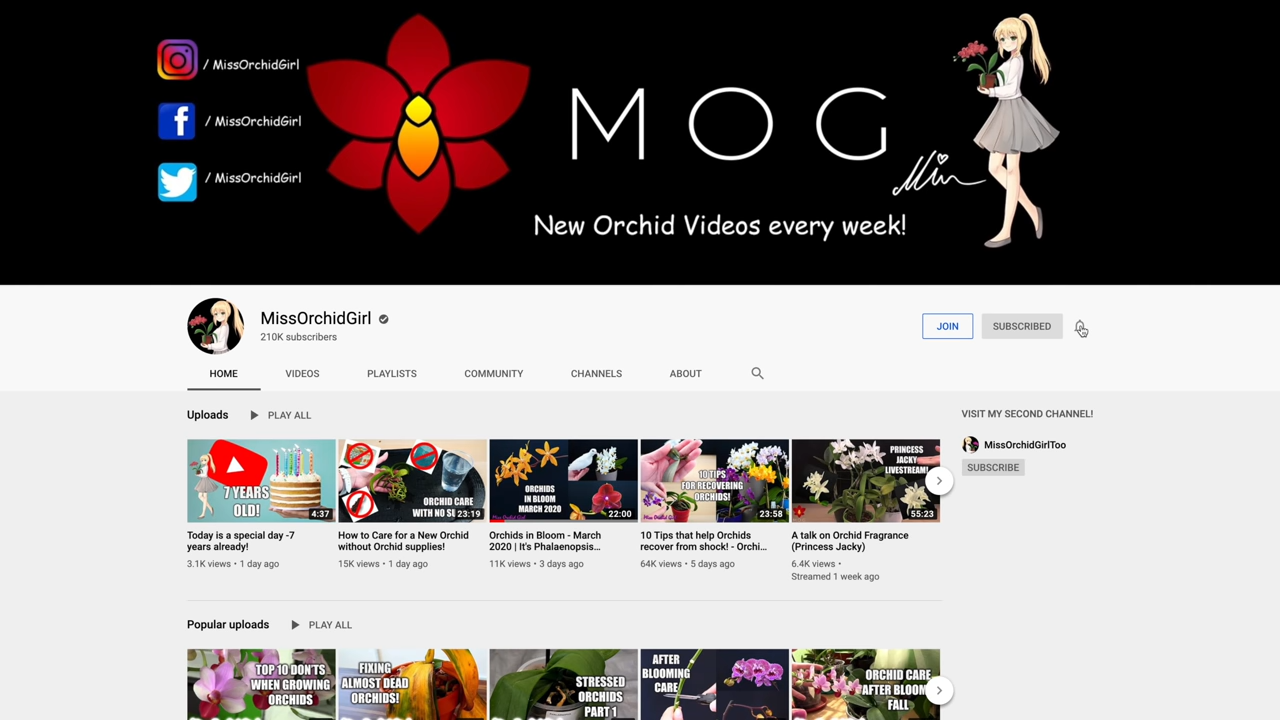 / MissOrchidGirl
/ MissOrchidGirl
/ MissOrchidGirl
MOG
New Orchid Videos every week!
MissOrchidGirl
210K subscribers
JOIN
SUBSCRIBED
HOME
VIDEOS
PLAYLISTS
COMMUNITY
CHANNELS
ABOUT
Uploads
PLAY ALL
VISIT MY SECOND CHANNEL!
MissOrchidGirlToo
SUBSCRIBE
7 YEARS
OLD!
4:37
Today is a special day -7
years already!
3.1K views • 1 day ago
ORCHID CARE
WITH NO
23:19
How to Care for a New Orchid
without Orchid supplies!
15K views • 1 day ago
ORCHIDS
IN BLOOM
MARCH 2020
22:00
Orchids in Bloom - March
2020 | It's Phalaenopsis...
11K views • 3 days ago
10 TIPS
FOR RECOVERING
ORCHIDS!
23:58
10 Tips that help Orchids
recover from shock! - Orchi...
64K views • 5 days ago
PRINCESS
JACKY
LIVESTREAM!
55:23
A talk on Orchid Fragrance
(Princess Jacky)
6.4K views •
Streamed 1 week ago
Popular uploads
PLAY ALL
TOP 10 DON'TS
WHEN GROWING
ORCHIDS
FIXING
ALMOST DEAD
ORCHIDS!
STRESSED
ORCHIDS
PART 1
AFTER
BLOOMING
CARE
ORCHID CARE
AFTER BLOOMS
FALL